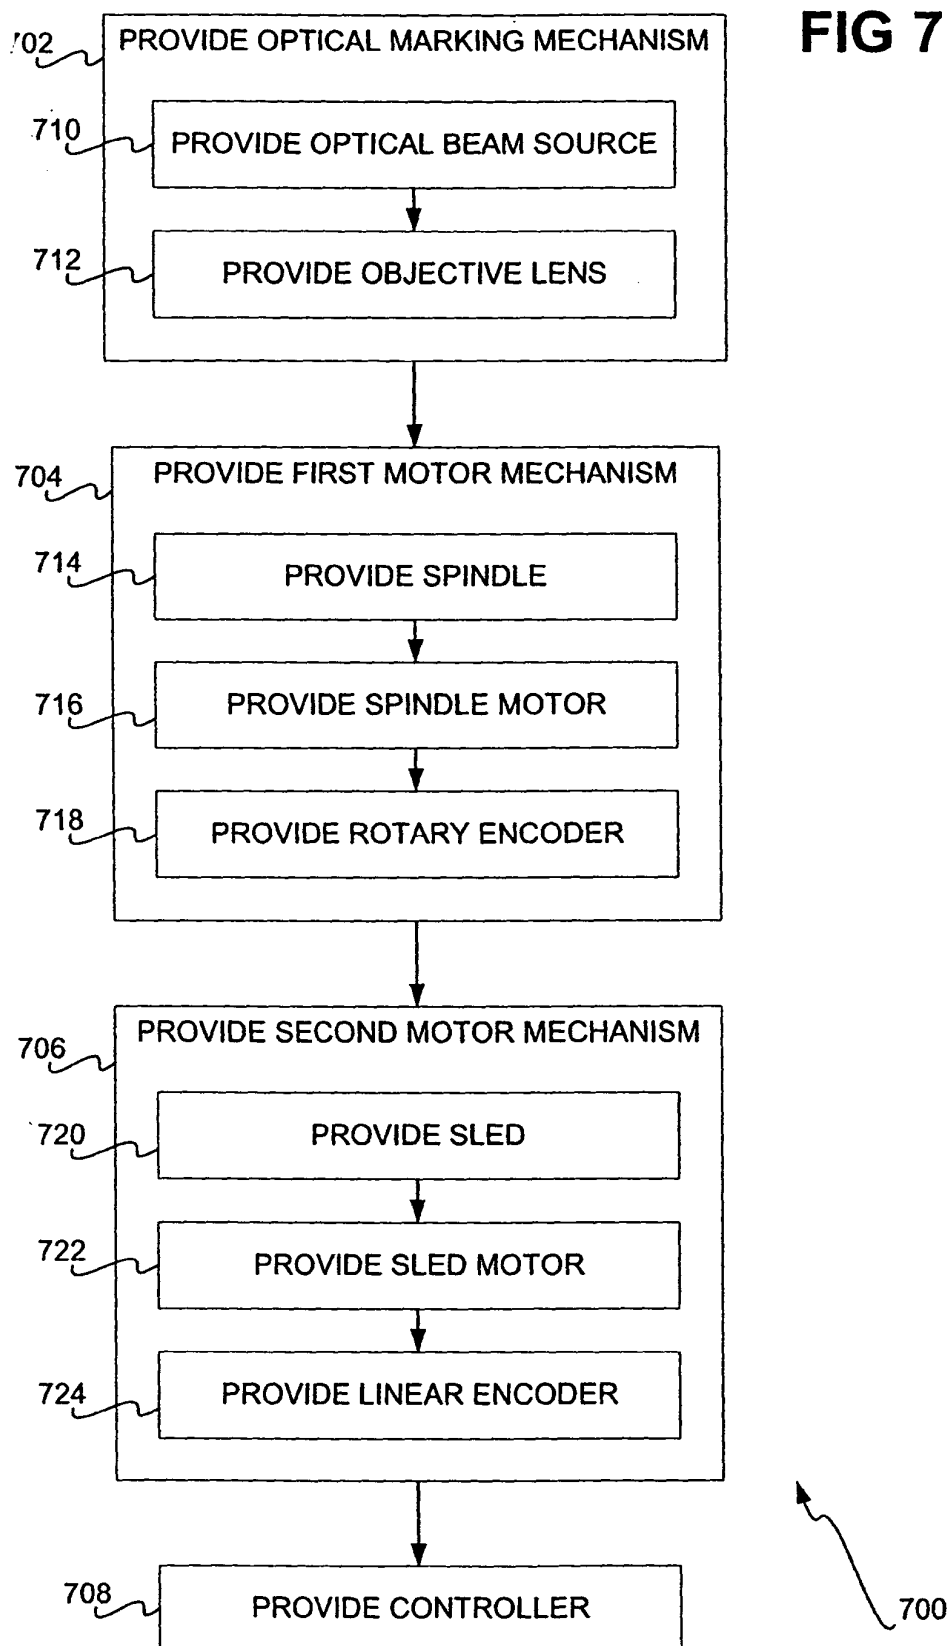 FIG 7
702 PROVIDE OPTICAL MARKING MECHANISM
710 PROVIDE OPTICAL BEAM SOURCE
712 PROVIDE OBJECTIVE LENS
704 PROVIDE FIRST MOTOR MECHANISM
714 PROVIDE SPINDLE
716 PROVIDE SPINDLE MOTOR
718 PROVIDE ROTARY ENCODER
706 PROVIDE SECOND MOTOR MECHANISM
720 PROVIDE SLED
722 PROVIDE SLED MOTOR
724 PROVIDE LINEAR ENCODER
708 PROVIDE CONTROLLER
700